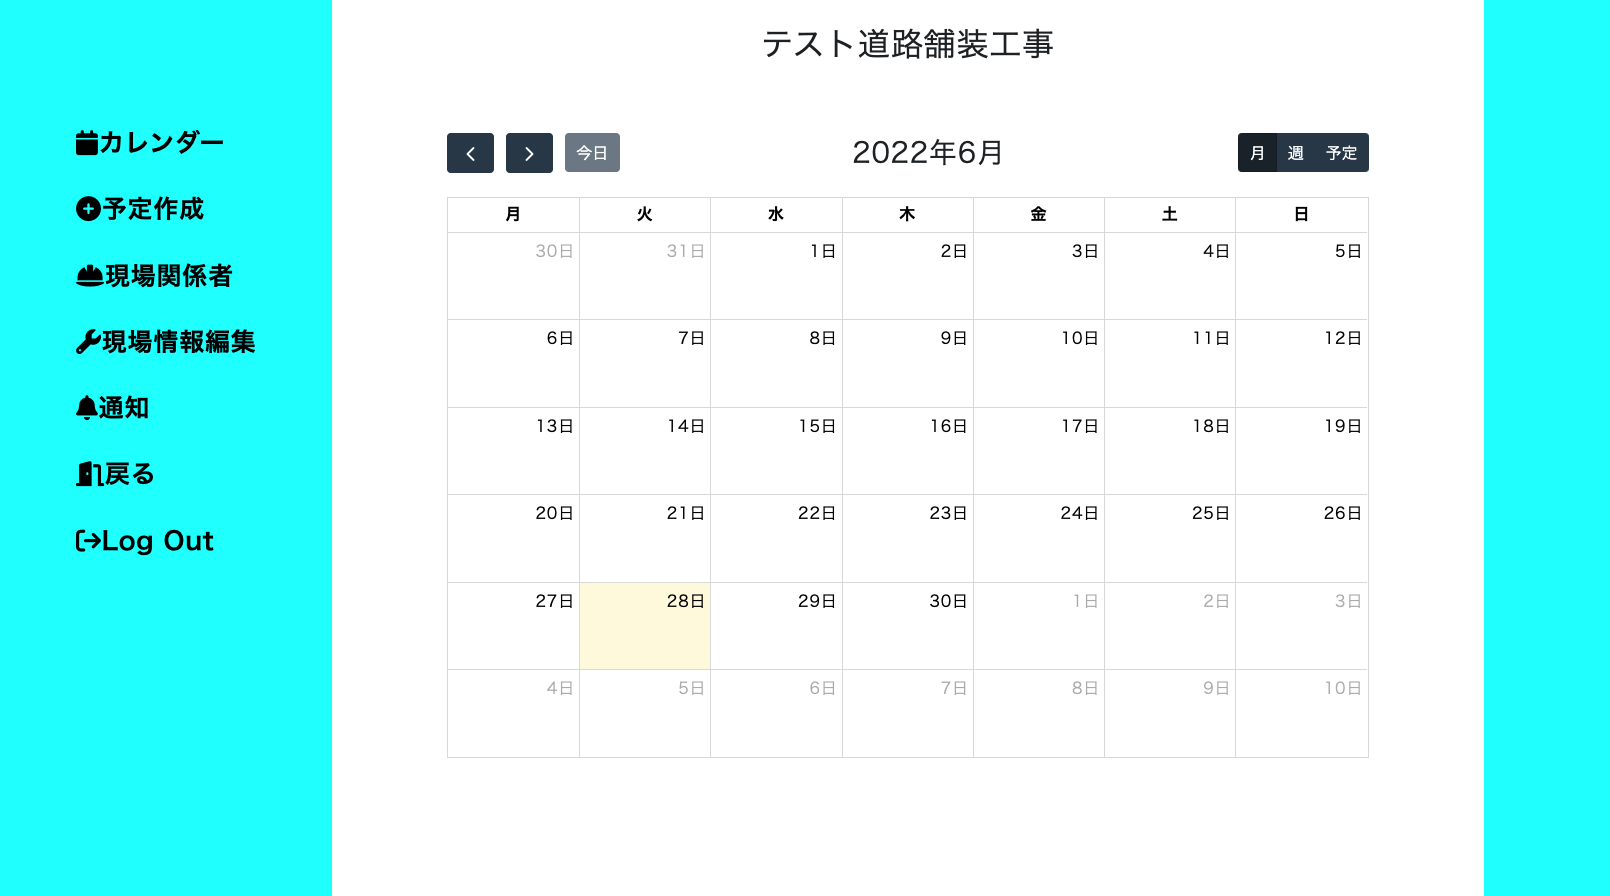 テスト道路舗装工事
カレンダー
予定作成
現場関係者
現場情報編集
通知
戻る
Log Out
今日
2022年6月
月 週 予定
月 火 水 木 金 土 日
30日 31日 1日 2日 3日 4日 5日
6日 7日 8日 9日 10日 11日 12日
13日 14日 15日 16日 17日 18日 19日
20日 21日 22日 23日 24日 25日 26日
27日 28日 29日 30日 1日 2日 3日
4日 5日 6日 7日 8日 9日 10日